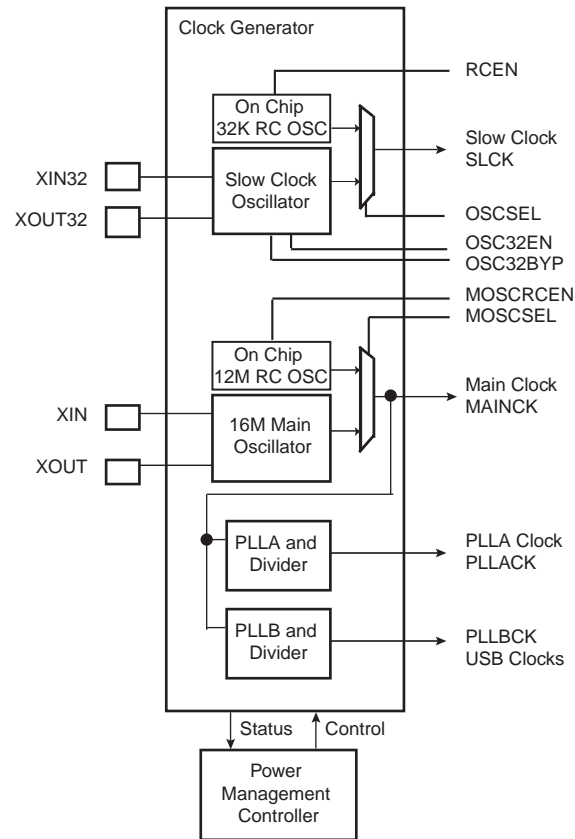 Clock Generator
RCEN
On Chip
32K RC OSC
Slow Clock
SLCK
XIN32
Slow Clock
Oscillator
XOUT32
OSCSEL
OSC32EN
OSC32BYP
MOSCRCEN
MOSCSEL
On Chip
12M RC OSC
Main Clock
MAINCK
XIN
16M Main
Oscillator
XOUT
PLLA and
Divider
PLLA Clock
PLLACK
PLLB and
Divider
PLLBCK
USB Clocks
Status
Control
Power
Management
Controller